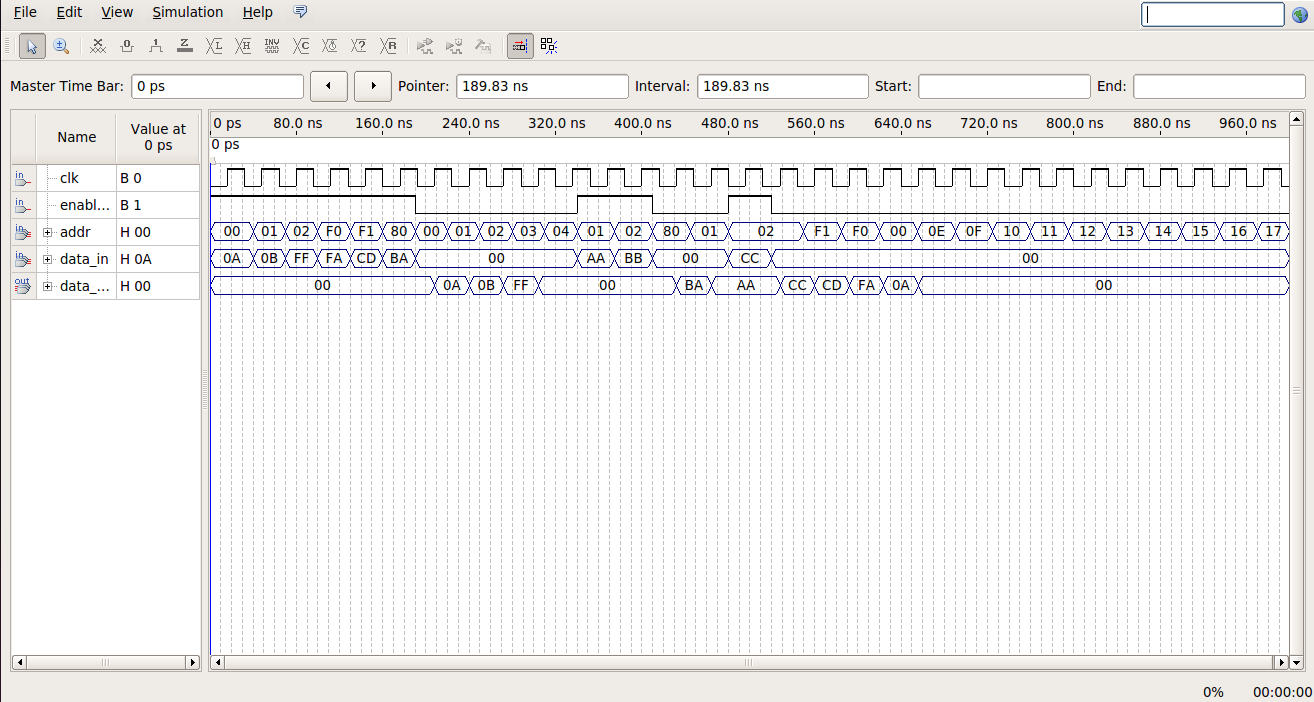 File Edit View Simulation Help
Master Time Bar: 0 ps Pointer: 189.83 ns Interval: 189.83 ns Start: End:
Name Value at 0 ps
0 ps 80.0 ns 160.0 ns 240.0 ns 320.0 ns 400.0 ns 480.0 ns 560.0 ns 640.0 ns 720.0 ns 800.0 ns 880.0 ns 960.0 ns
0 ps
in clk B 0
in enabl... B 1
in addr H 00 00 01 02 F0 F1 80 00 01 02 03 04 01 02 80 01 02 F1 F0 00 0E 0F 10 11 12 13 14 15 16 17
in data_in H 0A 0A 0B FF FA CD BA 00 AA BB 00 CC 00
out data_... H 00 00 0A 0B FF 00 BA AA CC CD FA 0A 00
0% 00:00:00